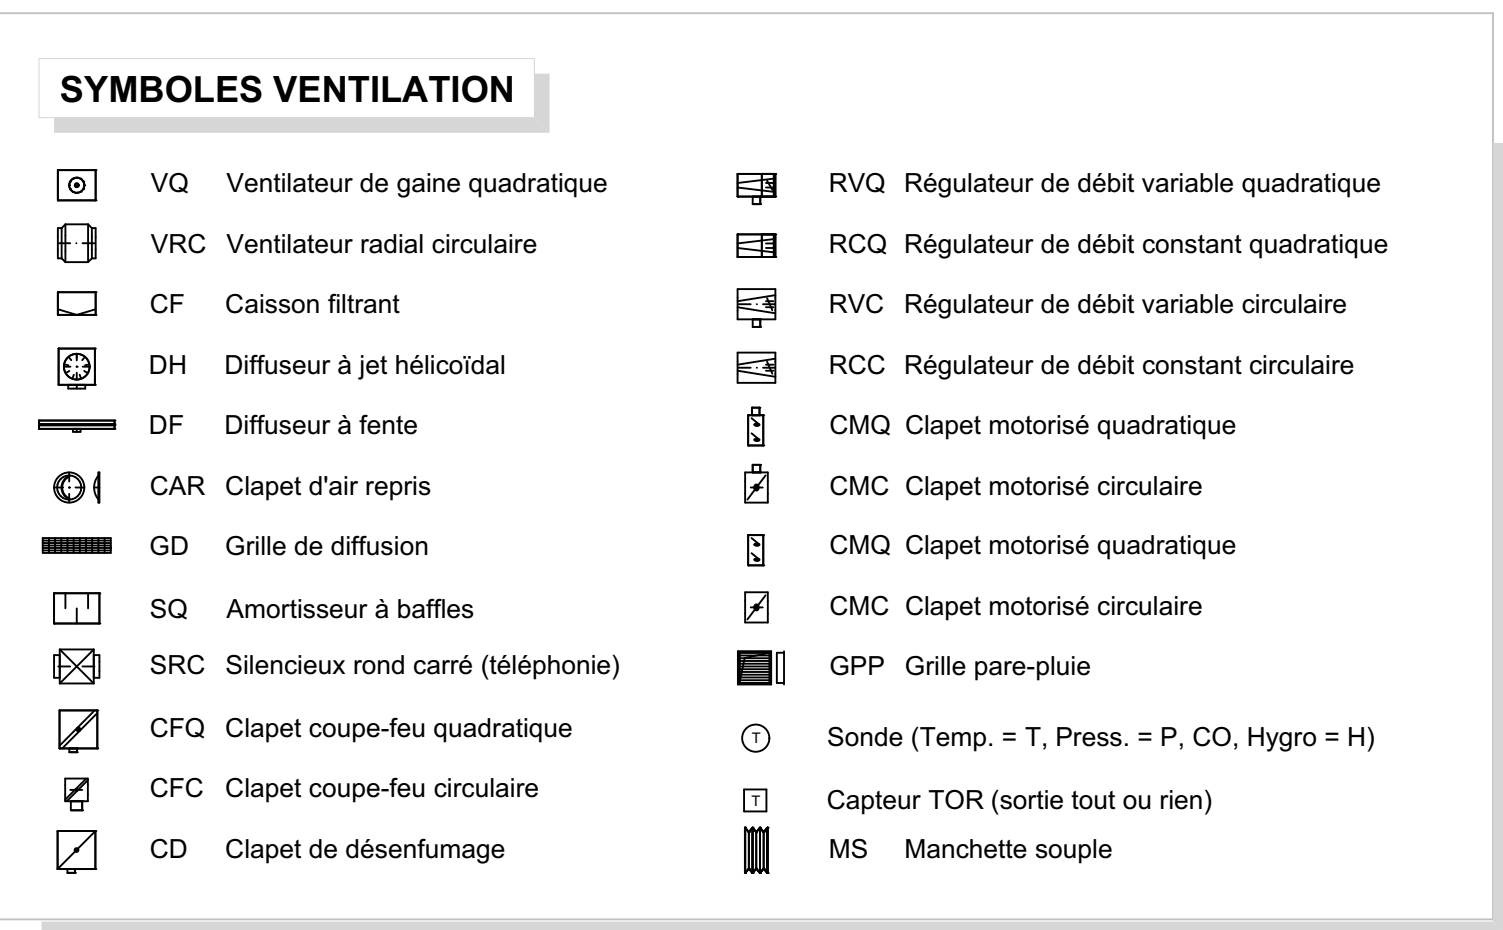 SYMBOLES VENTILATION
VQ Ventilateur de gaine quadratique
VRC Ventilateur radial circulaire
CF Caisson filtrant
DH Diffuseur à jet hélicoïdal
DF Diffuseur à fente
CAR Clapet d'air repris
GD Grille de diffusion
SQ Amortisseur à baffles
SRC Silencieux rond carré (téléphonie)
CFQ Clapet coupe-feu quadratique
CFC Clapet coupe-feu circulaire
CD Clapet de désenfumage
RVQ Régulateur de débit variable quadratique
RCQ Régulateur de débit constant quadratique
RVC Régulateur de débit variable circulaire
RCC Régulateur de débit constant circulaire
CMQ Clapet motorisé quadratique
CMC Clapet motorisé circulaire
CMQ Clapet motorisé quadratique
CMC Clapet motorisé circulaire
GPP Grille pare-pluie
T Sonde (Temp. = T, Press. = P, CO, Hygro = H)
T Capteur TOR (sortie tout ou rien)
MS Manchette souple